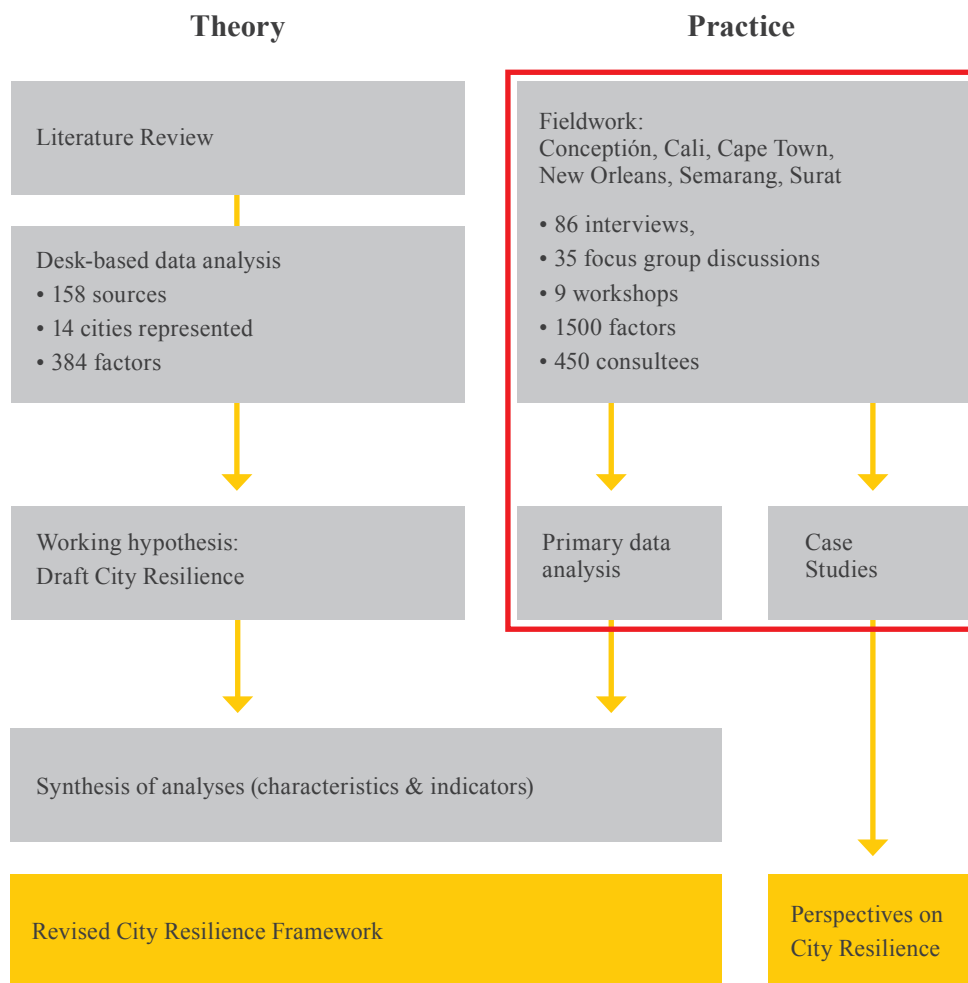 Theory
Practice
Literature Review
Desk-based data analysis
• 158 sources
• 14 cities represented
• 384 factors
Fieldwork:
Conceptión, Cali, Cape Town,
New Orleans, Semarang, Surat
• 86 interviews,
• 35 focus group discussions
• 9 workshops
• 1500 factors
• 450 consultees
Working hypothesis:
Draft City Resilience
Primary data
analysis
Case
Studies
Synthesis of analyses (characteristics & indicators)
Revised City Resilience Framework
Perspectives on
City Resilience